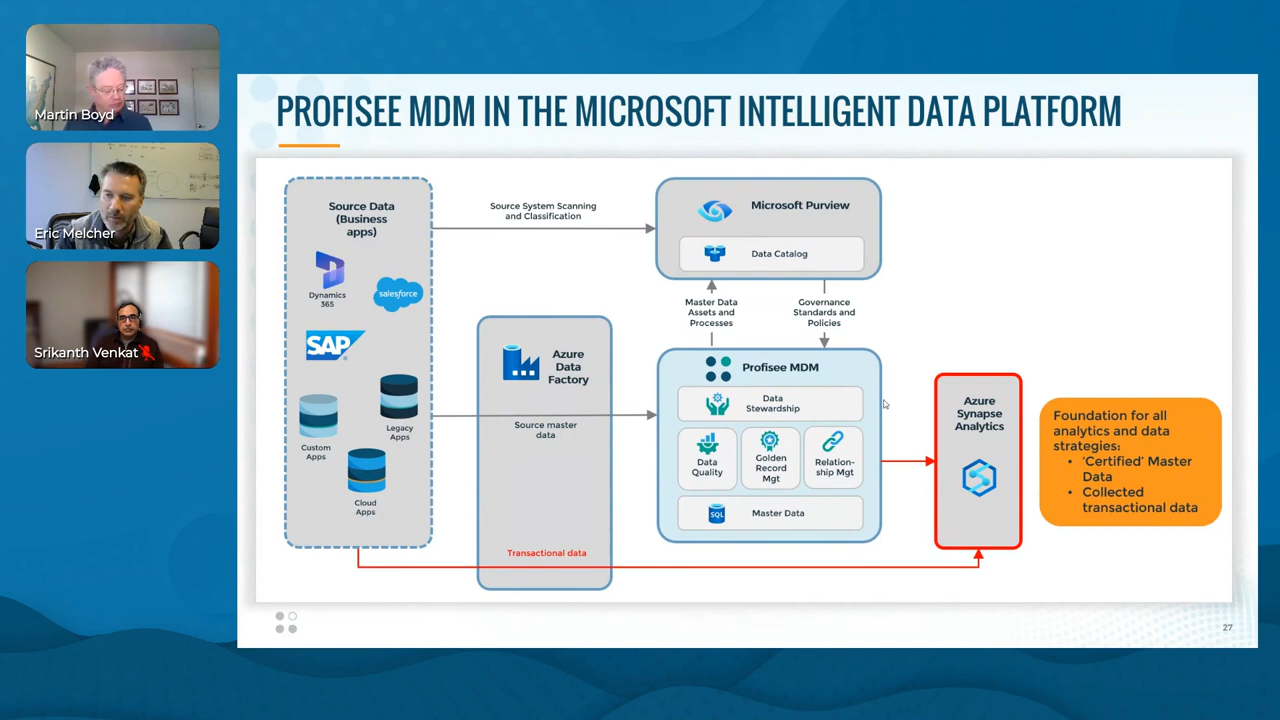 Martin Boyd
Eric Melcher
Srikanth Venkat
PROFISEE MDM IN THE MICROSOFT INTELLIGENT DATA PLATFORM
Source Data
(Business
apps)
Dynamics
365
salesforce
SAP
Custom
Apps
Legacy
Apps
Cloud
Apps
Source System Scanning
and Classification
Azure
Data
Factory
Source master
data
Transactional data
Microsoft Purview
Data Catalog
Master Data
Assets and
Processes
Governance
Standards and
Policies
Profisee MDM
Data
Stewardship
Data
Quality
Golden
Record
Mgt
Relation-
ship Mgt
SQL
Master Data
Azure
Synapse
Analytics
Foundation for all
analytics and data
strategies:
• ‘Certified’ Master
Data
• Collected
transactional data
27